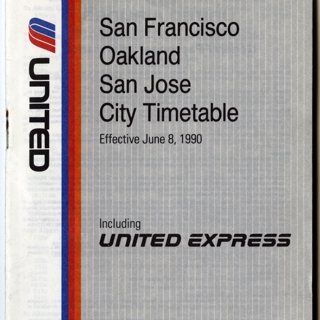 UNITED
San Francisco
Oakland
San Jose
City Timetable
Effective June 8, 1990
Including
UNITED EXPRESS